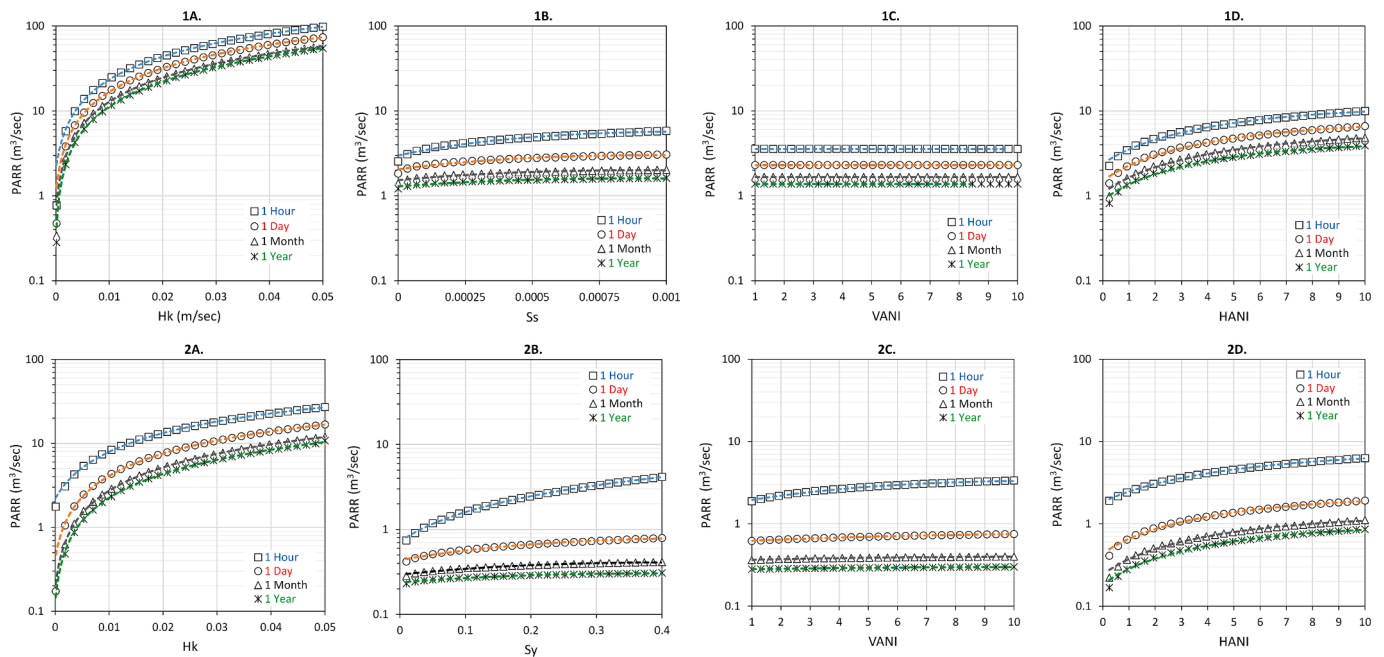 1A.
PARR (m³/sec)
100
10
1
0.1
1 Hour
1 Day
1 Month
1 Year
0 0.01 0.02 0.03 0.04 0.05
Hk (m/sec)
1B.
PARR (m³/sec)
100
10
1
0.1
1 Hour
1 Day
1 Month
1 Year
0 0.00025 0.0005 0.00075 0.001
Ss
1C.
PARR (m³/sec)
100
10
1
0.1
1 Hour
1 Day
1 Month
1 Year
1 2 3 4 5 6 7 8 9 10
VANI
1D.
PARR (m³/sec)
100
10
1
0.1
1 Hour
1 Day
1 Month
1 Year
0 1 2 3 4 5 6 7 8 9 10
HANI
2A.
PARR (m³/sec)
100
10
1
0.1
1 Hour
1 Day
1 Month
1 Year
0 0.01 0.02 0.03 0.04 0.05
Hk
2B.
PARR (m³/sec)
100
10
1
0.1
1 Hour
1 Day
1 Month
1 Year
0 0.1 0.2 0.3 0.4
Sy
2C.
PARR (m³/sec)
100
10
1
0.1
1 Hour
1 Day
1 Month
1 Year
1 2 3 4 5 6 7 8 9 10
VANI
2D.
PARR (m³/sec)
100
10
1
0.1
1 Hour
1 Day
1 Month
1 Year
0 1 2 3 4 5 6 7 8 9 10
HANI